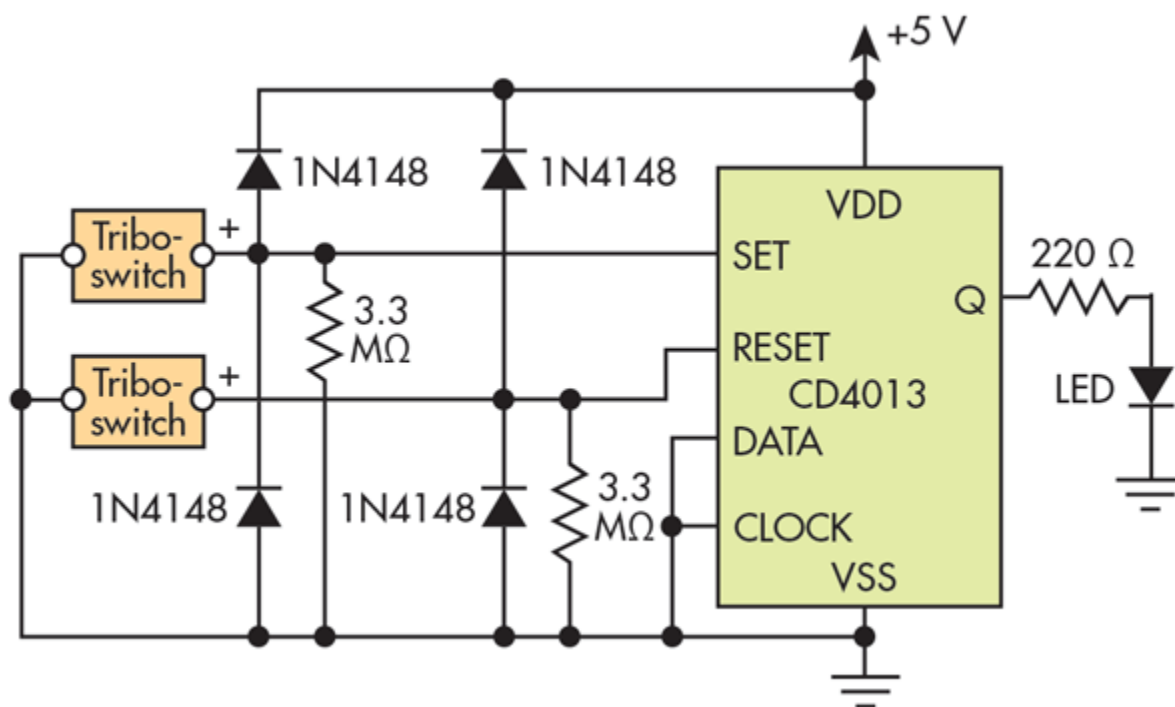 +5 V
1N4148
1N4148
VDD
Tribo-
switch
+
SET
220 Ω
3.3
MΩ
Q
Tribo-
switch
+
RESET
CD4013
LED
DATA
1N4148
1N4148
3.3
MΩ
CLOCK
VSS